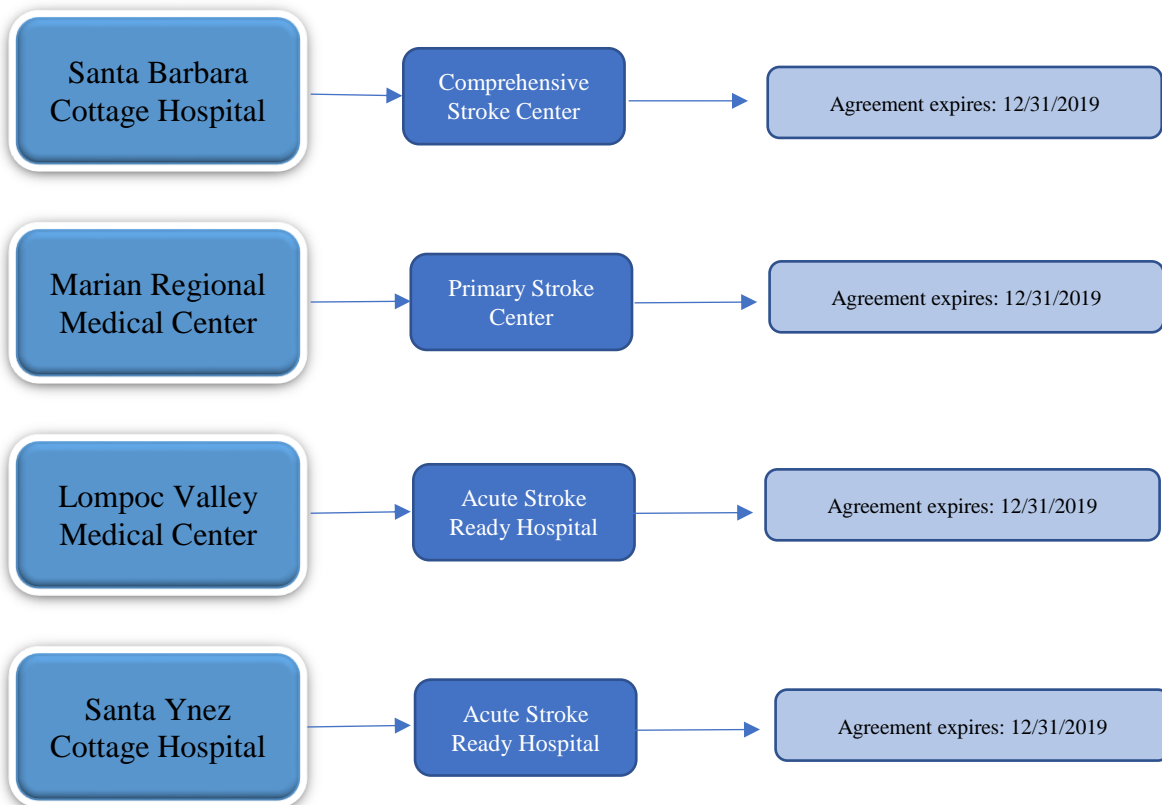 Santa Barbara
Cottage Hospital
Comprehensive
Stroke Center
Agreement expires: 12/31/2019
Marian Regional
Medical Center
Primary Stroke
Center
Agreement expires: 12/31/2019
Lompoc Valley
Medical Center
Acute Stroke
Ready Hospital
Agreement expires: 12/31/2019
Santa Ynez
Cottage Hospital
Acute Stroke
Ready Hospital
Agreement expires: 12/31/2019